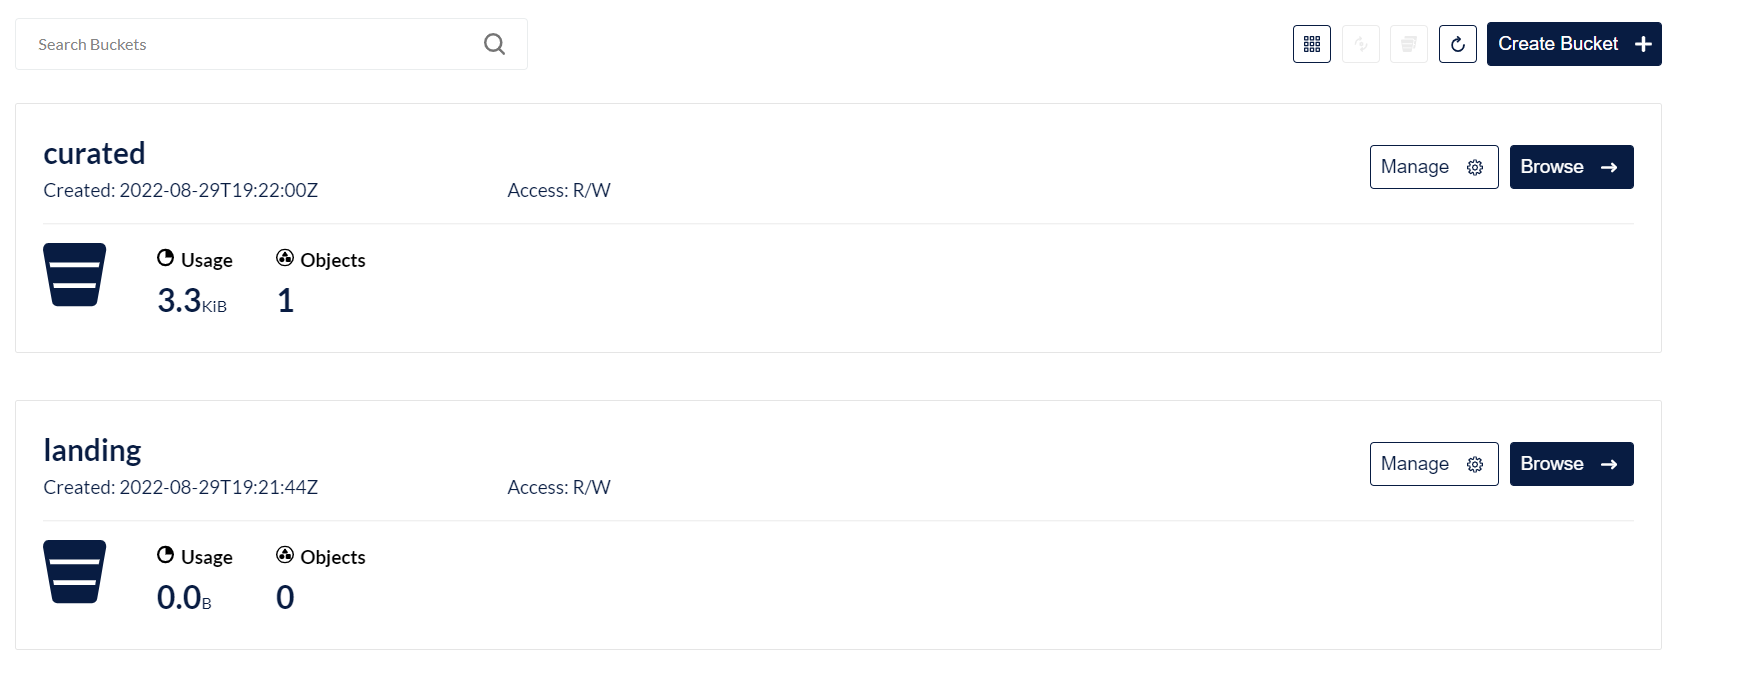 Search Buckets
Create Bucket
curated
Manage
Browse
Created: 2022-08-29T19:22:00Z
Access: R/W
Usage
Objects
3.3KiB
1
landing
Manage
Browse
Created: 2022-08-29T19:21:44Z
Access: R/W
Usage
Objects
0.0B
0